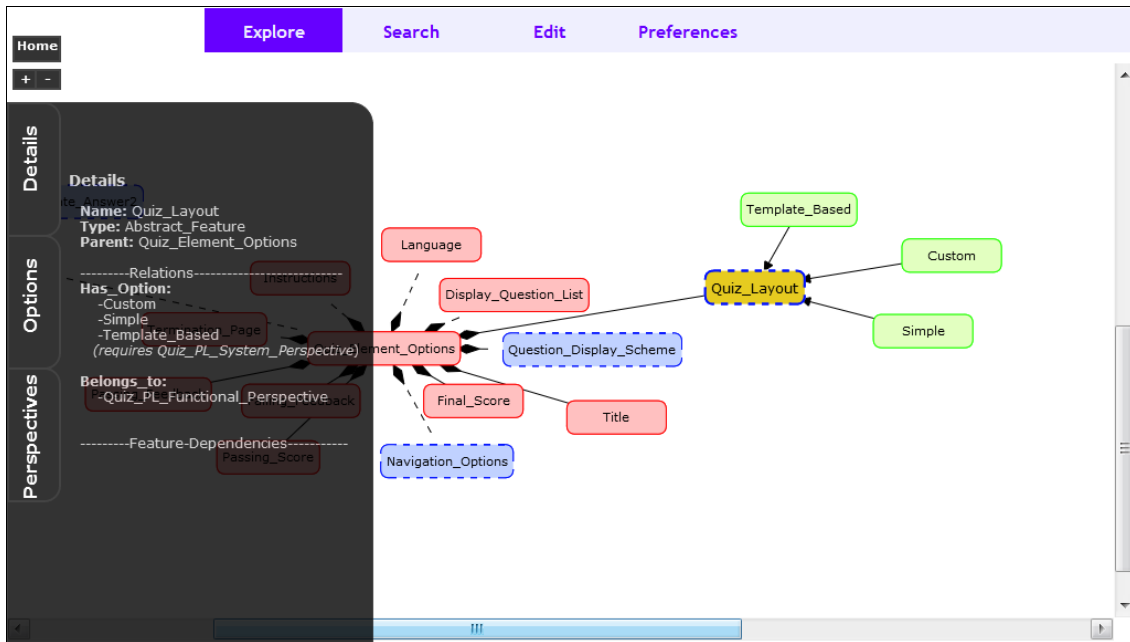 Explore Search Edit Preferences
Home
+ -
Details
Options
Perspectives
Details
Name: Quiz_Layout
Type: Abstract_Feature
Parent: Quiz_Element_Options
---------Relations---------------------------
Has_Option:
-Custom
-Simple
-Template_Based
(requires Quiz_PL_System_Perspective)
Belongs_to:
-Quiz_PL_Functional_Perspective
---------Feature-Dependencies-----------
Template_Based
Custom
Language
Instructions
Quiz_Layout
Display_Question_List
Simple
Termination_Page
Element_Options
Question_Display_Scheme
Final_Score
Title
Passing_Score
Navigation_Options